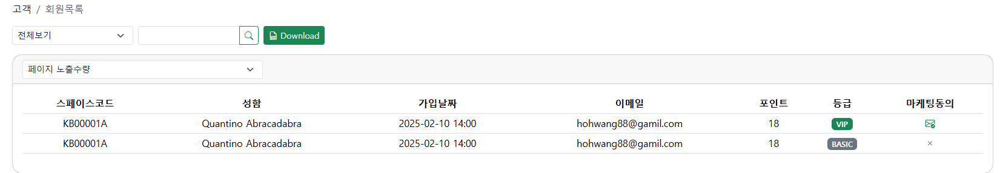 고객 / 회원목록
전체보기 Download
페이지 노출수량
스페이스코드 성함 가입날짜 이메일 포인트 등급 마케팅동의
KB00001A Quantino Abracadabra 2025-02-10 14:00 hohwang88@gamil.com 18 VIP
KB00001A Quantino Abracadabra 2025-02-10 14:00 hohwang88@gamil.com 18 BASIC ×